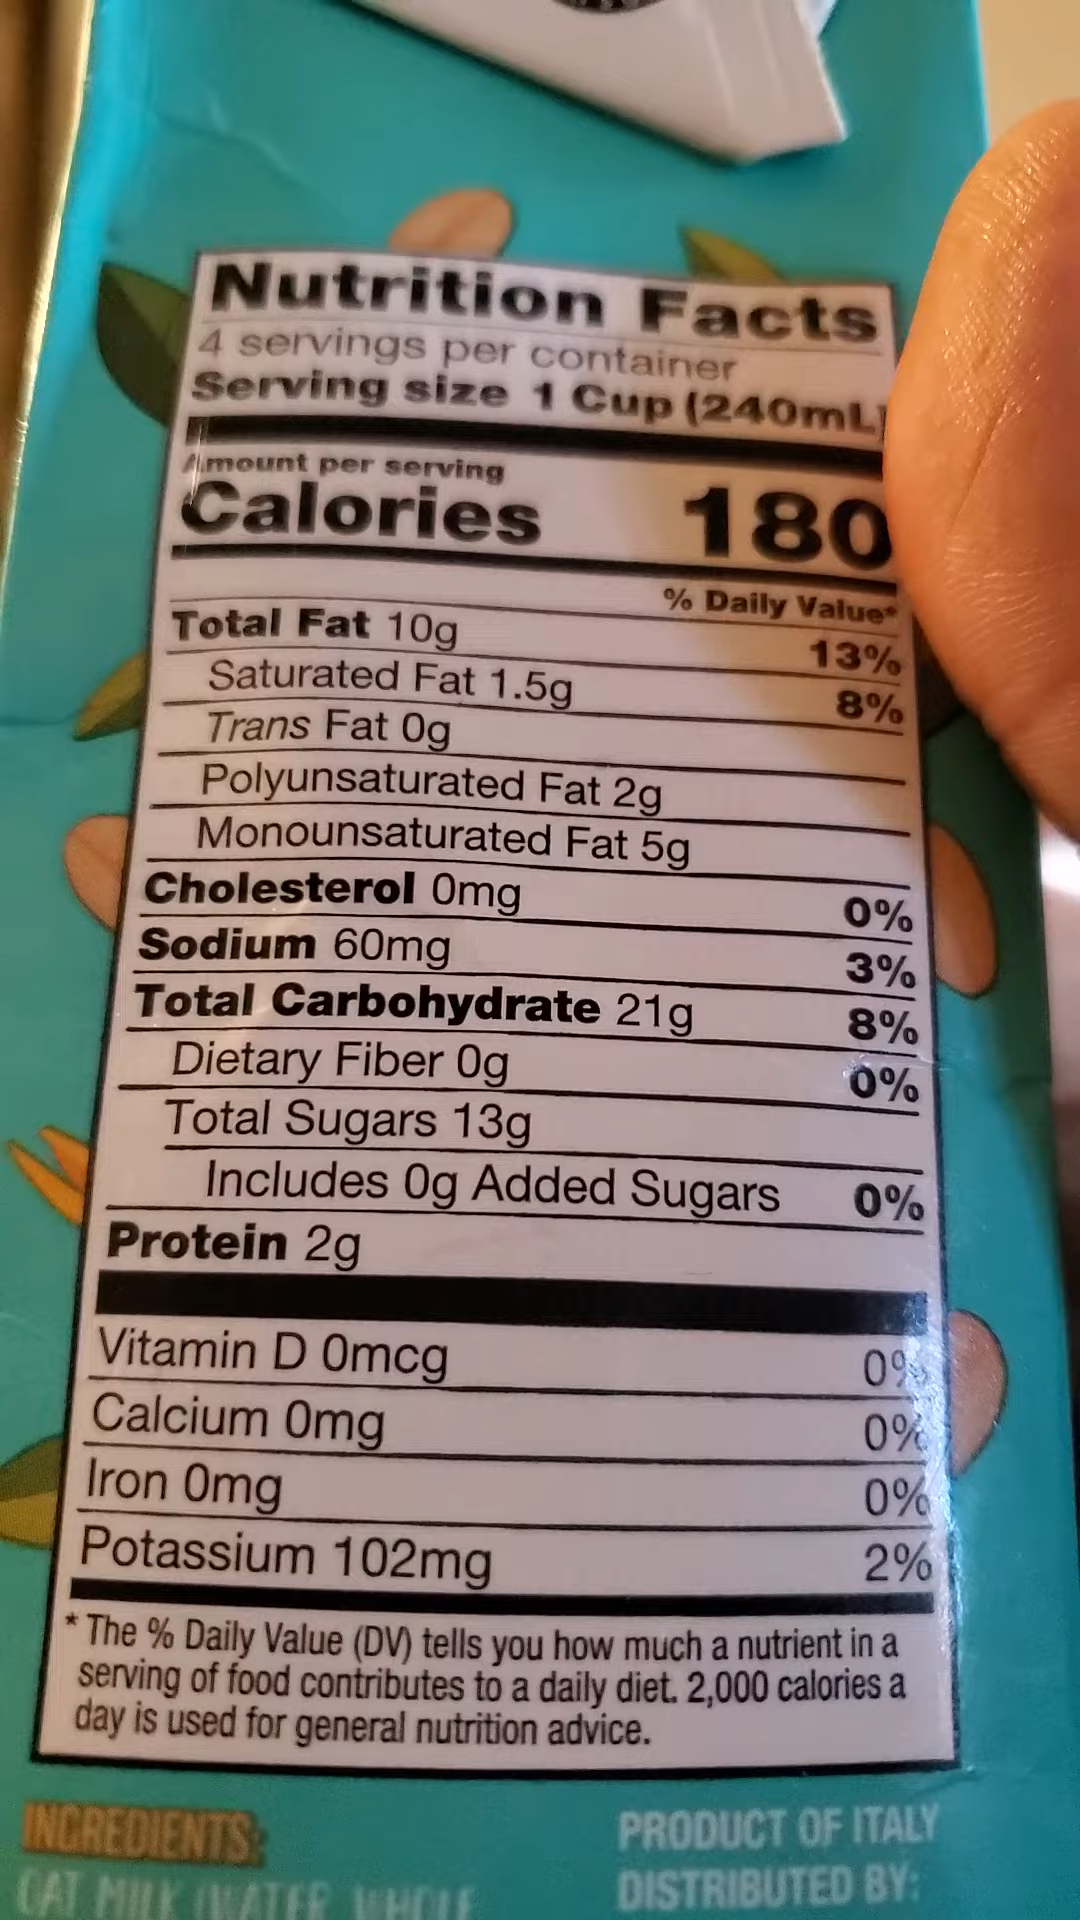 Nutrition Facts
4 servings per container
Serving size 1 Cup (240mL)
Amount per serving
Calories 180
% Daily Value*
Total Fat 10g 13%
Saturated Fat 1.5g 8%
Trans Fat 0g
Polyunsaturated Fat 2g
Monounsaturated Fat 5g
Cholesterol 0mg 0%
Sodium 60mg 3%
Total Carbohydrate 21g 8%
Dietary Fiber 0g 0%
Total Sugars 13g
Includes 0g Added Sugars 0%
Protein 2g
Vitamin D 0mcg 0%
Calcium 0mg 0%
Iron 0mg 0%
Potassium 102mg 2%
* The % Daily Value (DV) tells you how much a nutrient in a
serving of food contributes to a daily diet. 2,000 calories a
day is used for general nutrition advice.
INGREDIENTS:
OAT MILK (WATER, WHOLE
PRODUCT OF ITALY
DISTRIBUTED BY: